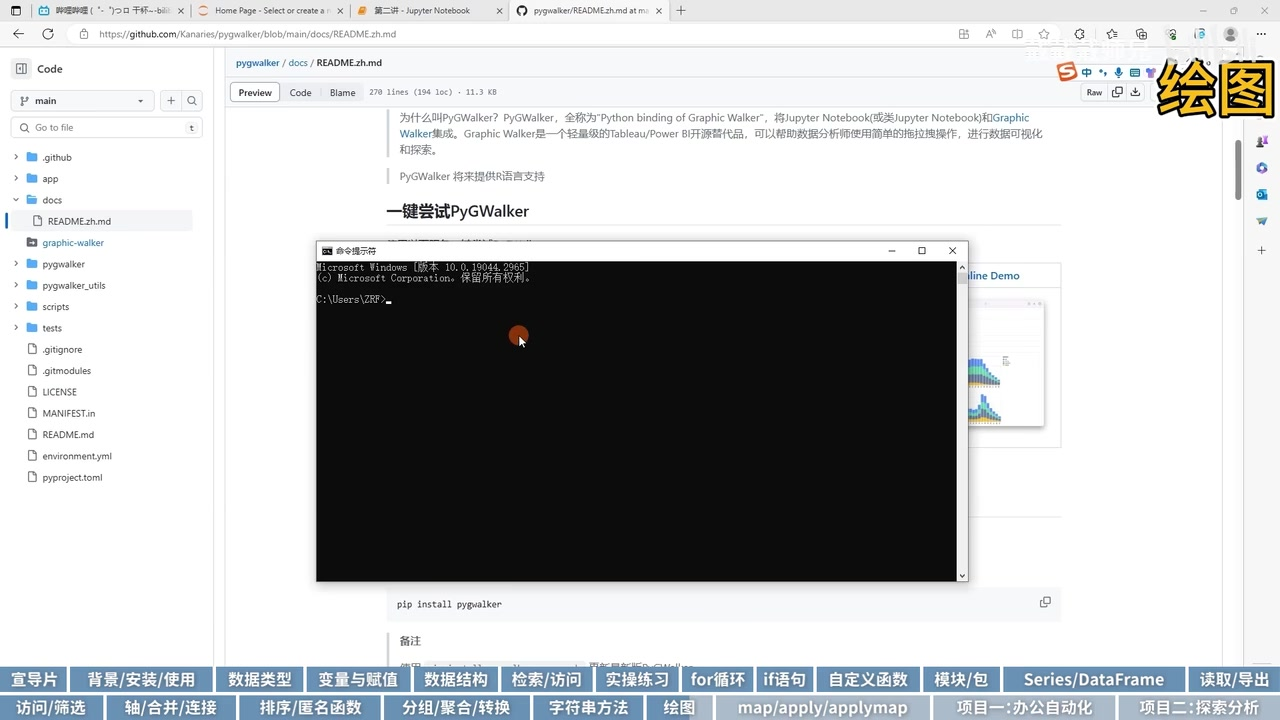 哔哩哔哩 ( ゜- ゜)つロ 干杯~-bili
Home Page - Select or create a n
第二讲 - Jupyter Notebook
pygwalker/README.zh.md at ma
https://github.com/Kanaries/pygwalker/blob/main/docs/README.zh.md
Code
pygwalker / docs / README.zh.md
中
绘图
main
Preview
Code
Blame
270 lines (194 loc) · 11.3 KB
Raw
Go to file
t
为什么叫PyGWalker? PyGWalker, 全称为"Python binding of Graphic Walker", 将Jupyter Notebook(或类Jupyter Notebook)和Graphic
Walker集成。Graphic Walker是一个轻量级的Tableau/Power BI开源替代品，可以帮助数据分析师使用简单的拖拉拽操作，进行数据可视化
和探索。
PyGWalker 将来提供R语言支持
一键尝试PyGWalker
.github
app
docs
README.zh.md
graphic-walker
pygwalker
pygwalker_utils
scripts
tests
.gitignore
.gitmodules
LICENSE
MANIFEST.in
README.md
environment.yml
pyproject.toml
命令提示符
Microsoft Windows [版本 10.0.19044.2965]
(c) Microsoft Corporation。保留所有权利。
C:\Users\ZRF>
line Demo
pip install pygwalker
备注
宣导片 背景/安装/使用 数据类型 变量与赋值 数据结构 检索/访问 实操练习 for循环 if语句 自定义函数 模块/包 Series/DataFrame 读取/导出
访问/筛选 轴/合并/连接 排序/匿名函数 分组/聚合/转换 字符串方法 绘图 map/apply/applymap 项目一:办公自动化 项目二:探索分析